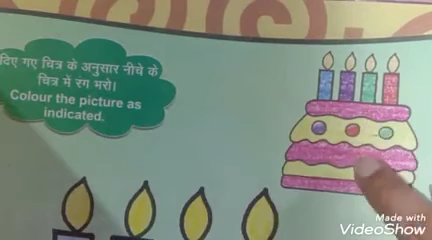 दिए गए चित्र के अनुसार नीचे के
चित्र में रंग भरो।
Colour the picture as
indicated.
Made with
VideoShow